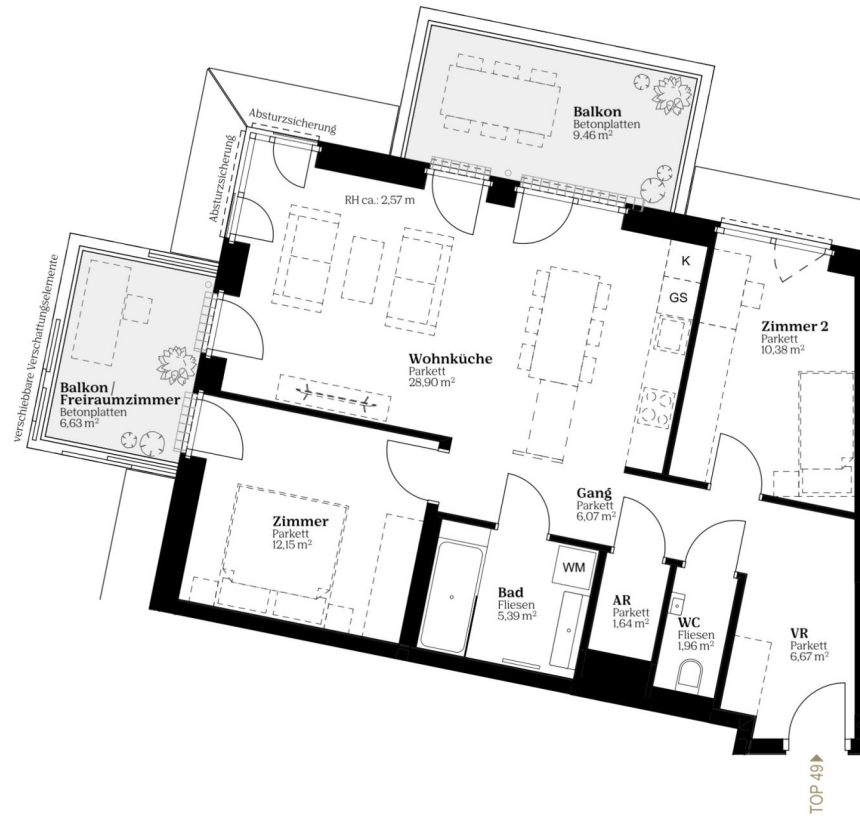 Balkon
Betonplatten
9,46 m²
Absturzsicherung
Absturzsicherung
RH ca.: 2,57 m
K
GS
Zimmer 2
Parkett
10,38 m²
Wohnküche
Parkett
28,90 m²
verschiebbare Verschattungselemente
Balkon /
Freiraumzimmer
Betonplatten
6,63 m²
Zimmer
Parkett
12,15 m²
Gang
Parkett
6,07 m²
Bad
Fliesen
5,39 m²
WM
AR
Parkett
1,64 m²
WC
Fliesen
1,96 m²
VR
Parkett
6,67 m²
TOP 49